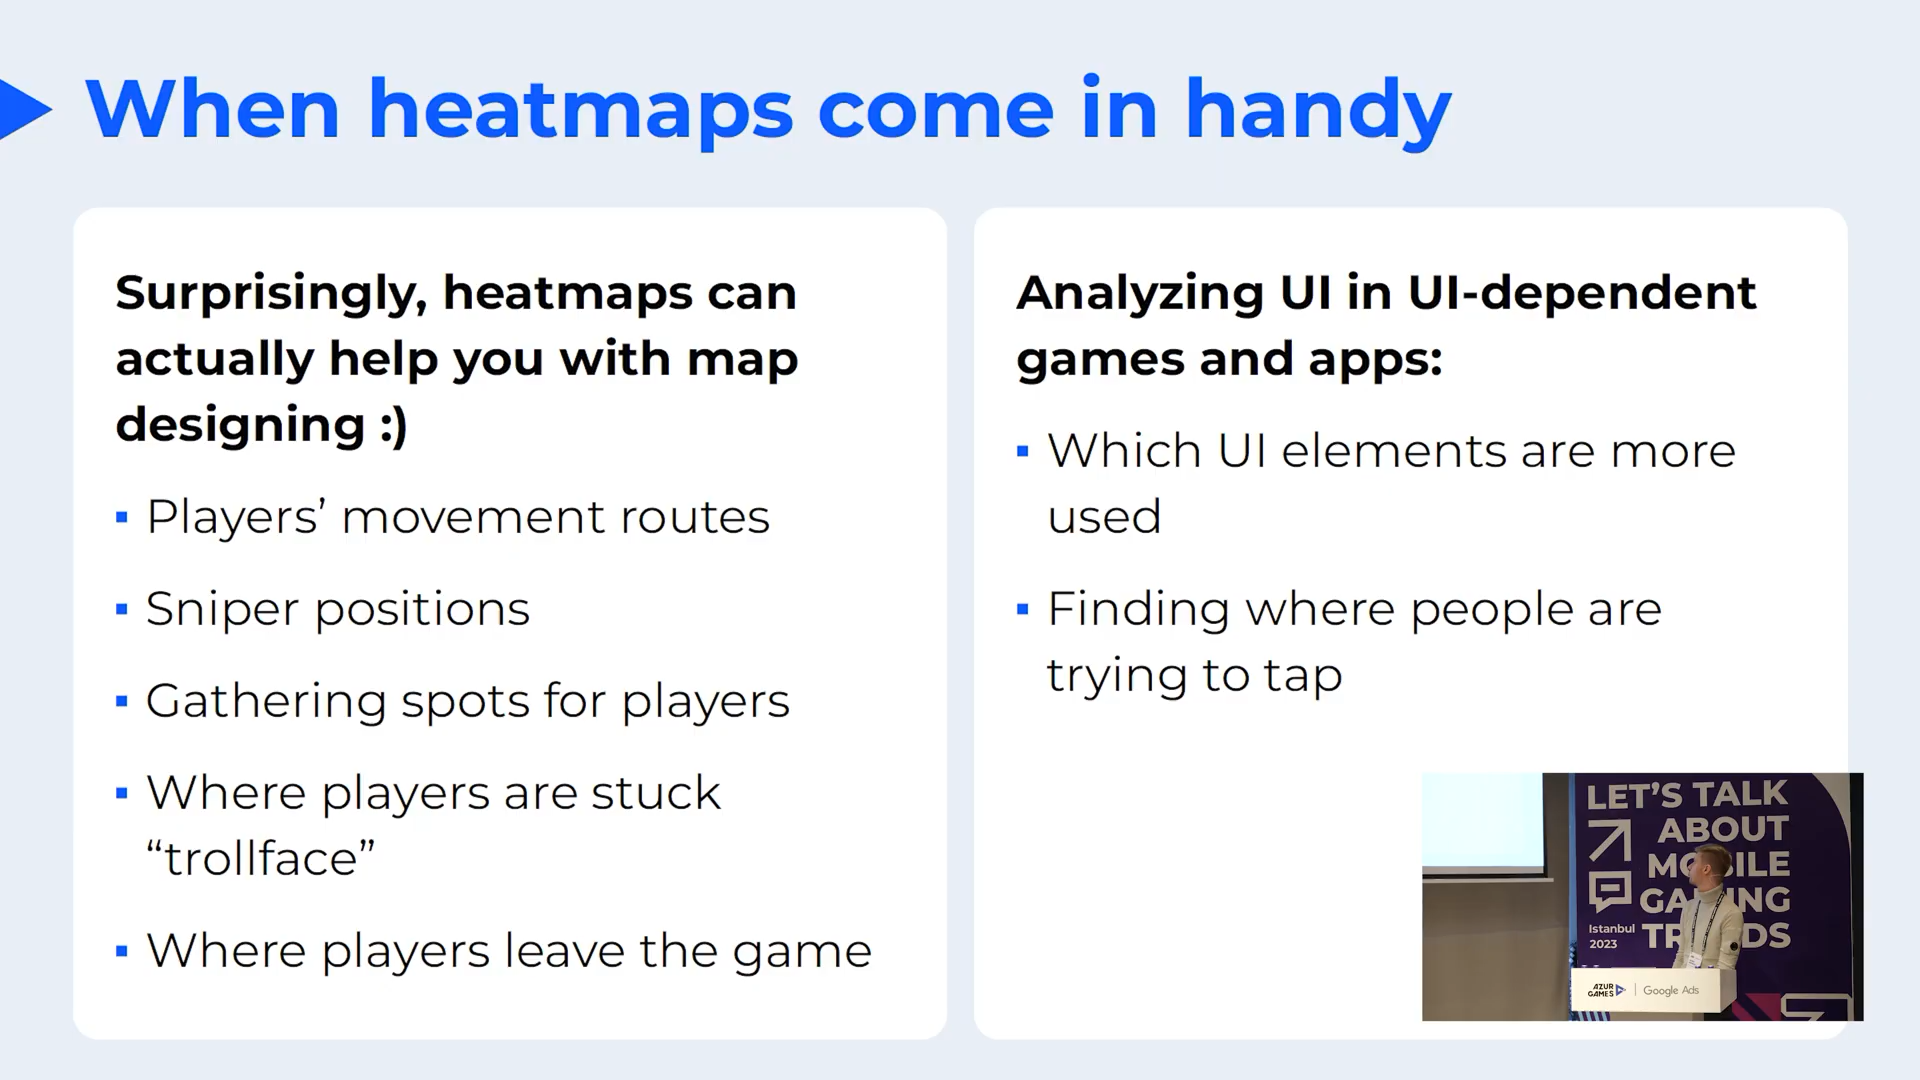 When heatmaps come in handy
Surprisingly, heatmaps can
actually help you with map
designing :)
▪ Players’ movement routes
▪ Sniper positions
▪ Gathering spots for players
▪ Where players are stuck
“trollface”
▪ Where players leave the game
Analyzing UI in UI-dependent
games and apps:
▪ Which UI elements are more
used
▪ Finding where people are
trying to tap
LET’S TALK
ABOUT
Istanbul
2023
AZUR
GAMES
Google Ads